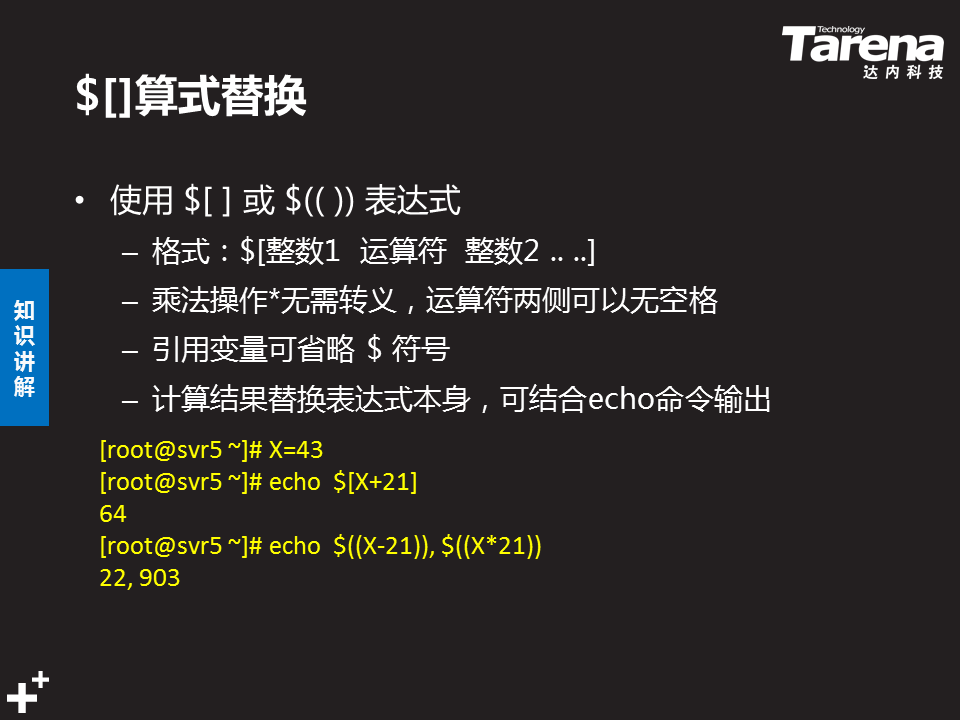 Technology
Tarena
达内科技
$[]算式替换
• 使用 $[ ] 或 $(( )) 表达式
– 格式：$[整数1 运算符 整数2 .. ..]
– 乘法操作*无需转义，运算符两侧可以无空格
– 引用变量可省略 $ 符号
– 计算结果替换表达式本身，可结合echo命令输出
知识讲解
[root@svr5 ~]# X=43
[root@svr5 ~]# echo $[X+21]
64
[root@svr5 ~]# echo $((X-21)), $((X*21))
22, 903